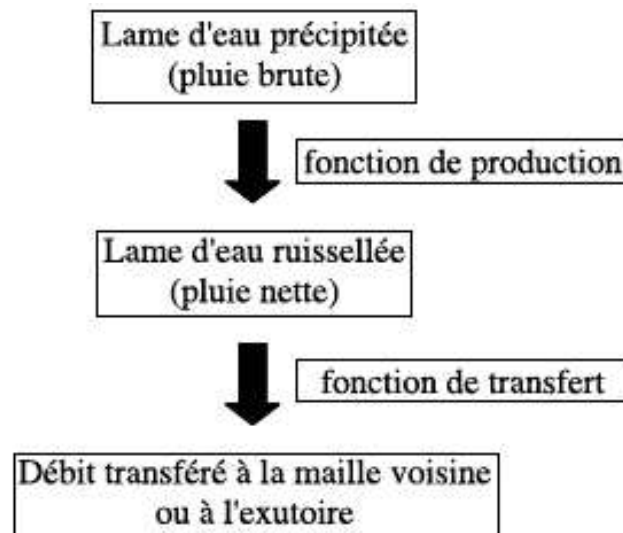 Lame d'eau précipitée
(pluie brute)
fonction de production
Lame d'eau ruissellée
(pluie nette)
fonction de transfert
Débit transféré à la maille voisine
ou à l'exutoire